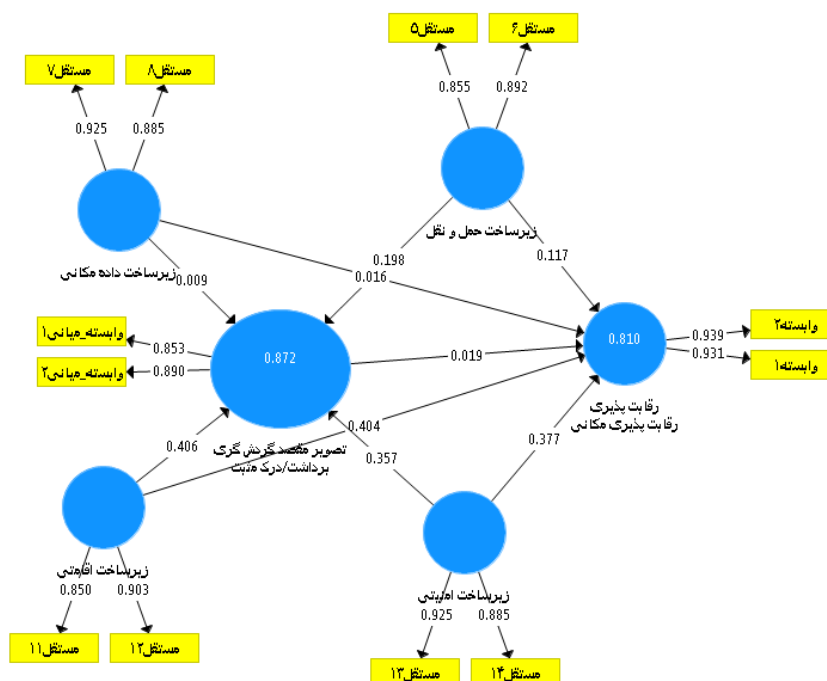 مستقل۵
مستقل۶
مستقل۷
مستقل۸
0.855
0.892
0.925
0.885
زیرساخت حمل و نقل
زیرساخت داده مکانی
0.198
0.117
0.009
0.016
وابسته_میانی۱
0.853
0.872
0.019
0.810
0.939
وابسته۲
وابسته_میانی۲
0.890
0.931
وابسته۱
رقابت پذیری
رقابت پذیری مکانی
0.404
0.406
تصویر مقصد گردش گری
برداشت/درک مثبت
0.357
0.377
زیرساخت اقامتی
زیرساخت امنیتی
0.850
0.903
0.925
0.885
مستقل۱۱
مستقل۱۲
مستقل۱۳
مستقل۱۴